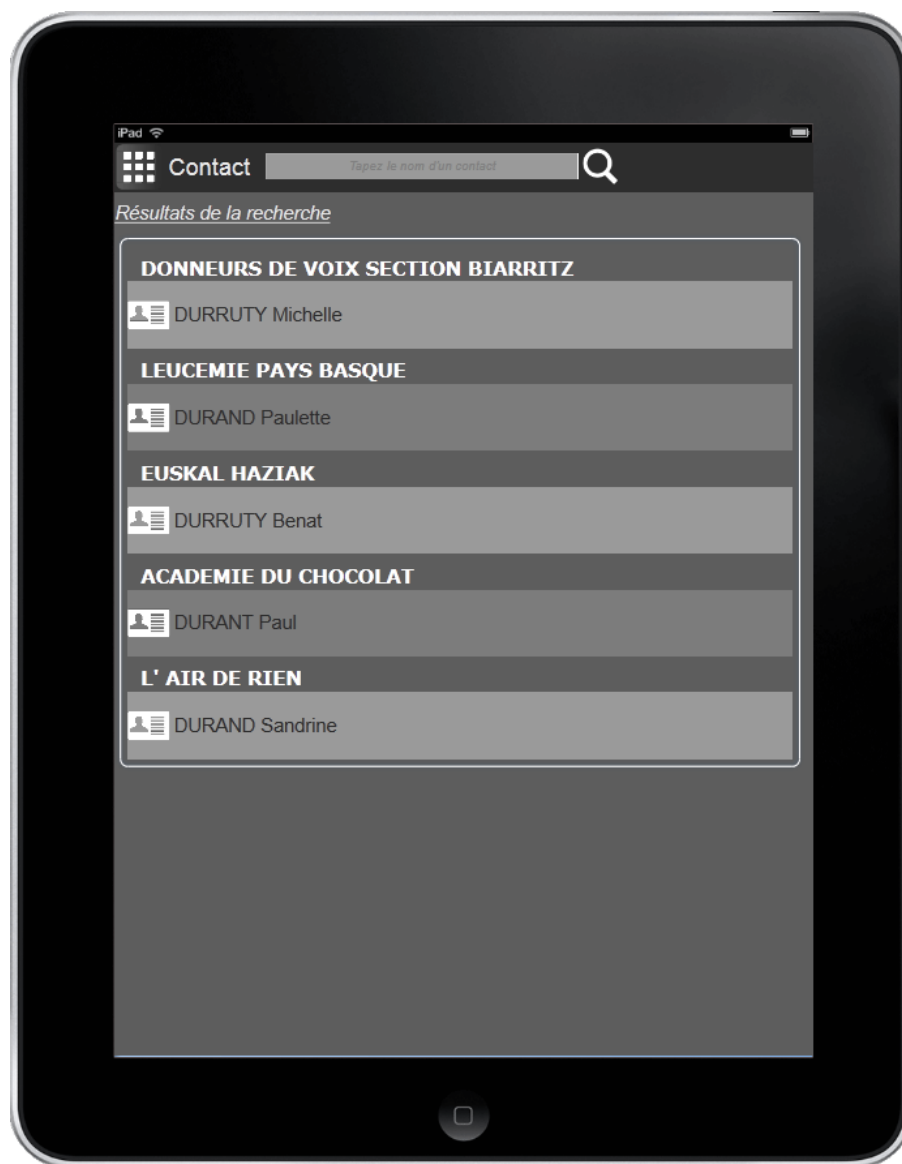 iPad
Contact
Tapez le nom d'un contact
Résultats de la recherche
DONNEURS DE VOIX SECTION BIARRITZ
DURRUTY Michelle
LEUCEMIE PAYS BASQUE
DURAND Paulette
EUSKAL HAZIAK
DURRUTY Benat
ACADEMIE DU CHOCOLAT
DURANT Paul
L' AIR DE RIEN
DURAND Sandrine